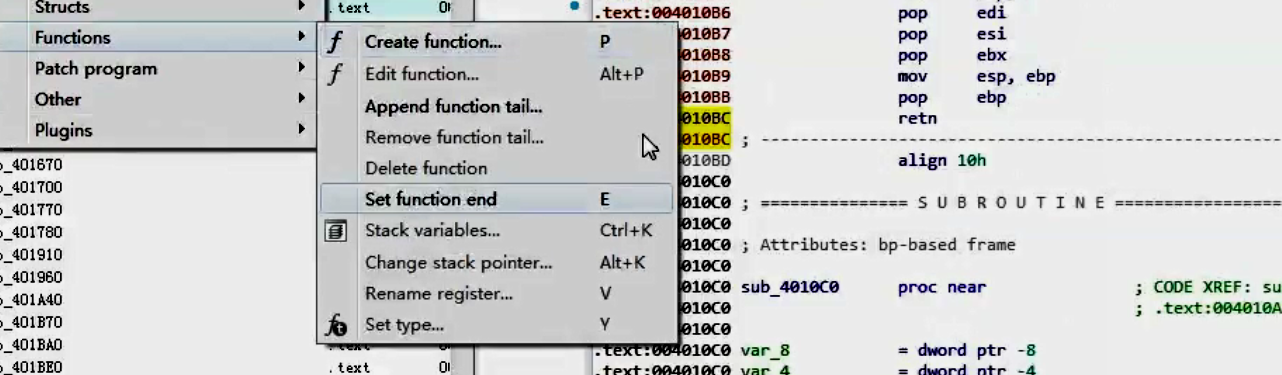 Structs
Functions
Patch program
Other
Plugins
Create function... P
Edit function... Alt+P
Append function tail...
Remove function tail...
Delete function
Set function end E
Stack variables... Ctrl+K
Change stack pointer... Alt+K
Rename register... V
Set type... Y
_401670
_401700
_401770
_401780
_401910
_401960
_401A40
_401B70
_401BA0
_401BE0
.text
.text
.text:004010B6 pop edi
010B7 pop esi
010B8 pop ebx
010B9 mov esp, ebp
010BB pop ebp
010BC retn
010BC ; ---------------------------------------------------------------
010BD align 10h
010C0
010C0 ; =============== S U B R O U T I N E =================
010C0
010C0 ; Attributes: bp-based frame
010C0
010C0 sub_4010C0 proc near ; CODE XREF: su
010C0 ; .text:004010A
010C0
.text:004010C0 var_8 = dword ptr -8
.text:004010C0 var_4 = dword ptr -4